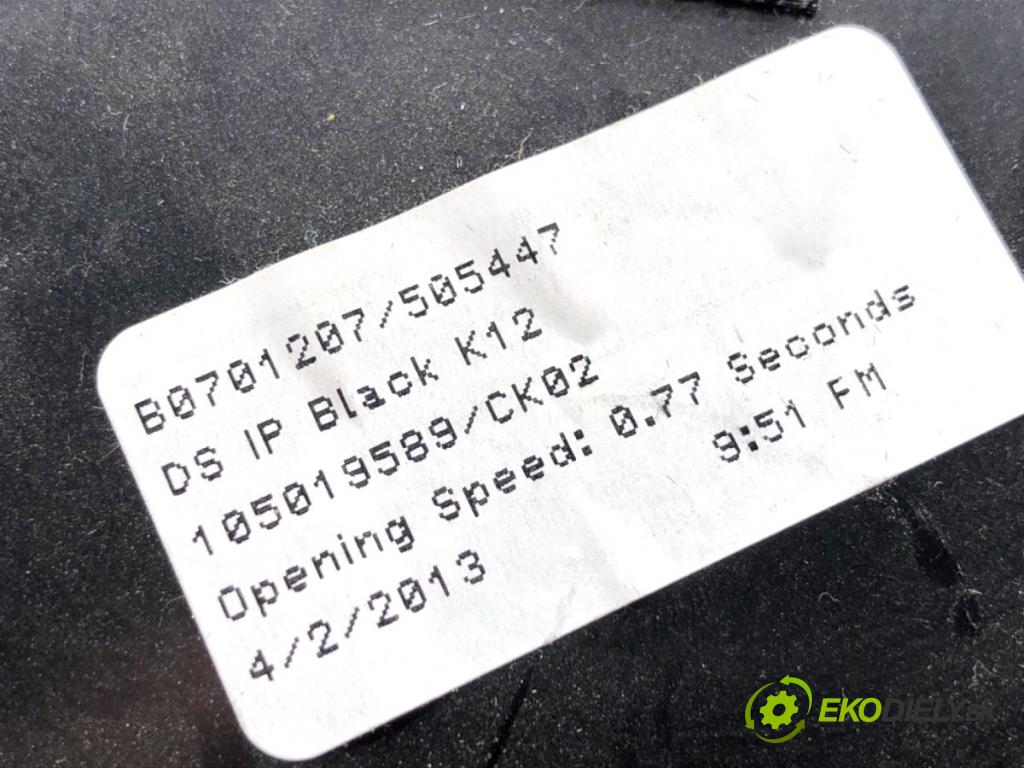 B0701207/505447
DS IP Black K12
105019589/CK02
Opening Speed: 0.77 Seconds
4/2/2013 9:51 PM
EKODIELY.sk